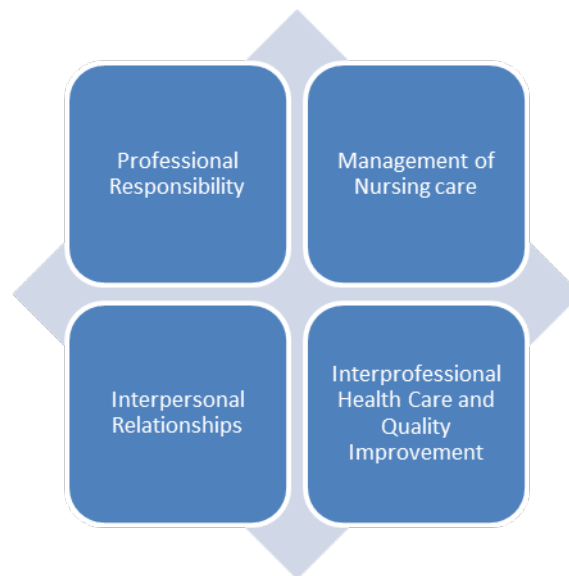 Professional
Responsibility
Management of
Nursing care
Interpersonal
Relationships
Interprofessional
Health Care and
Quality
Improvement